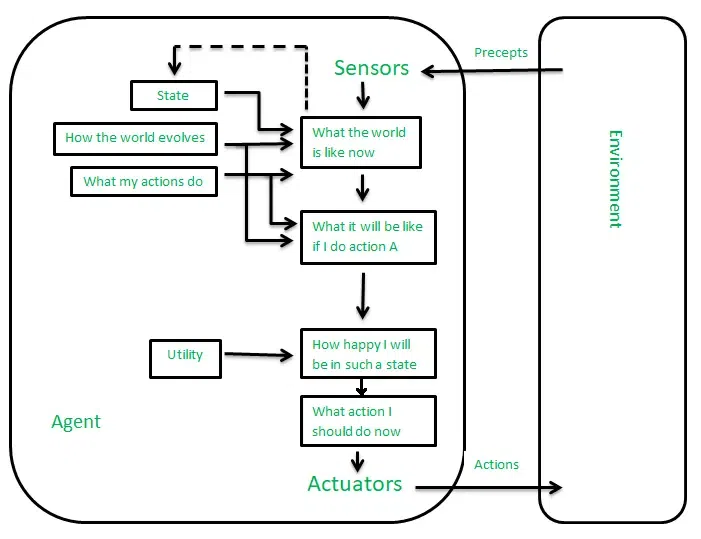 Precepts
Sensors
State
How the world evolves
What the world
is like now
What my actions do
Environment
What it will be like
if I do action A
Utility
How happy I will
be in such a state
What action I
should do now
Agent
Actions
Actuators